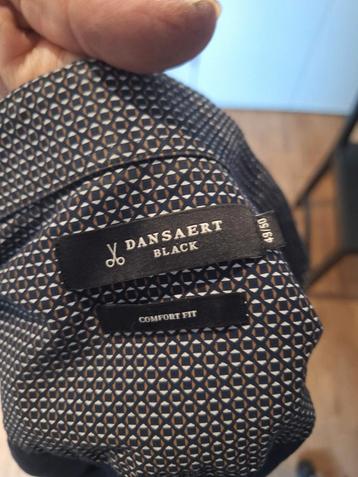 DANSAERT
BLACK
49/50
COMFORT FIT